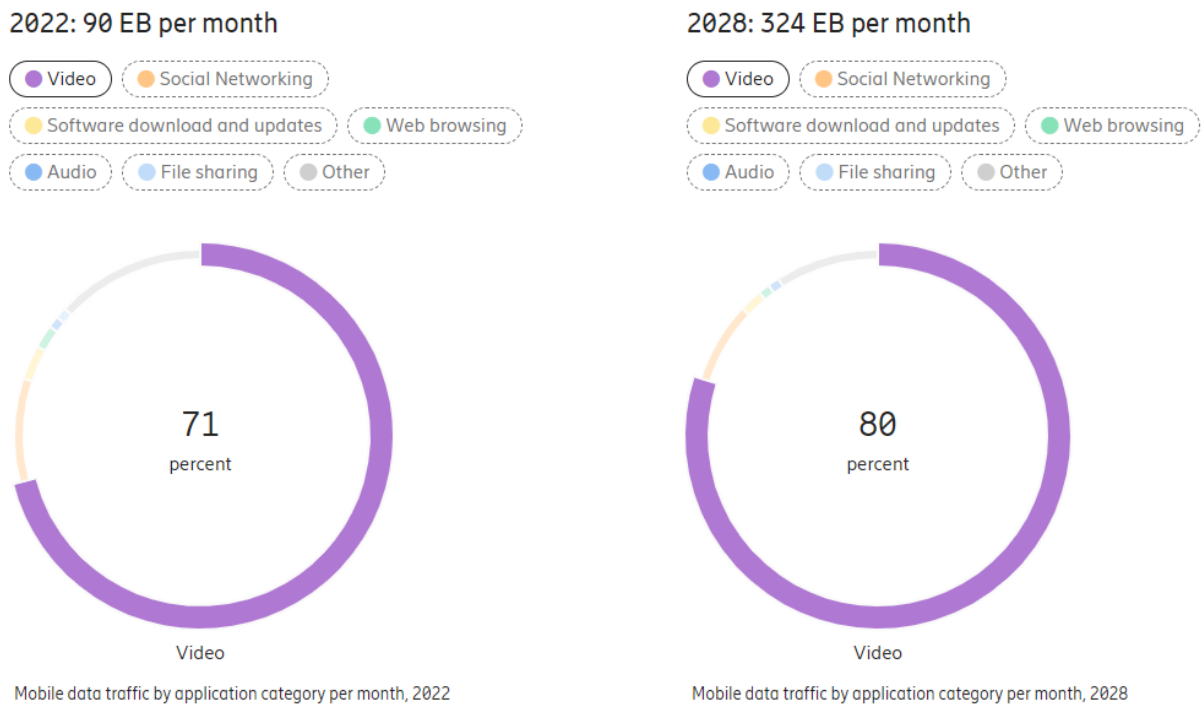 2022: 90 EB per month
Video
Social Networking
Software download and updates
Web browsing
Audio
File sharing
Other
71
percent
Video
Mobile data traffic by application category per month, 2022
2028: 324 EB per month
Video
Social Networking
Software download and updates
Web browsing
Audio
File sharing
Other
80
percent
Video
Mobile data traffic by application category per month, 2028